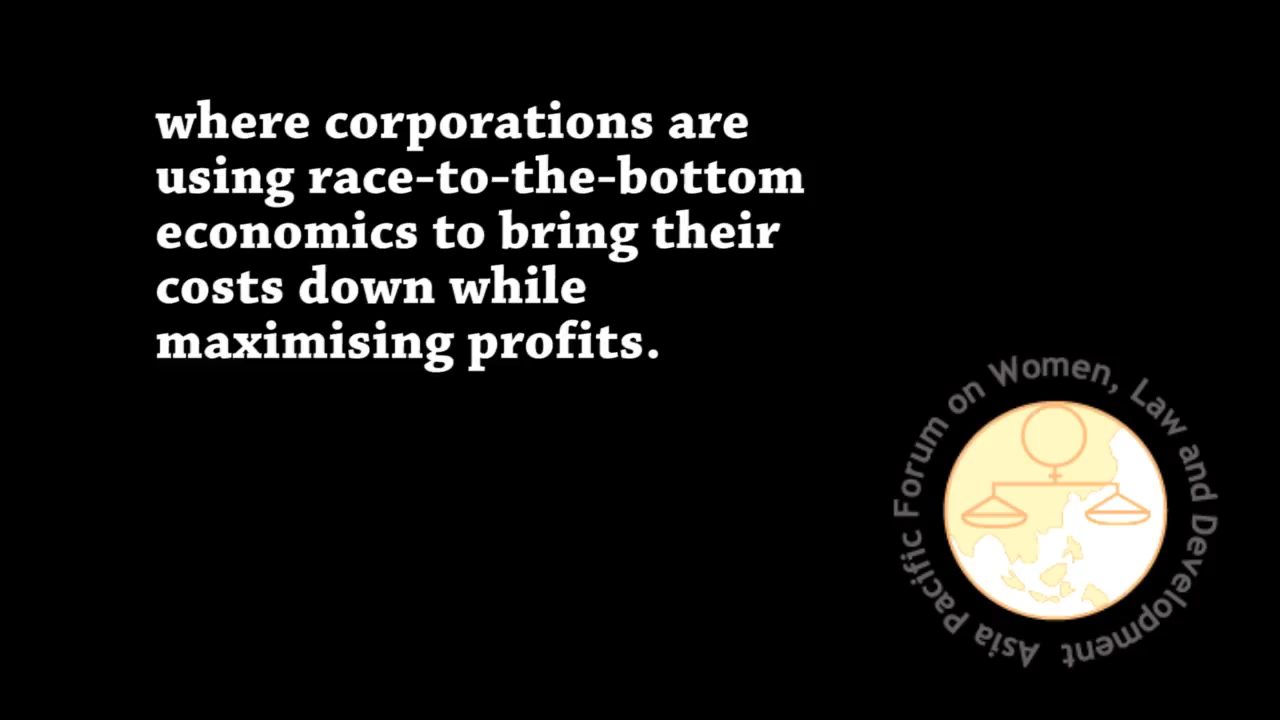 where corporations are
using race-to-the-bottom
economics to bring their
costs down while
maximising profits.
Asia Pacific Forum on Women, Law and Development